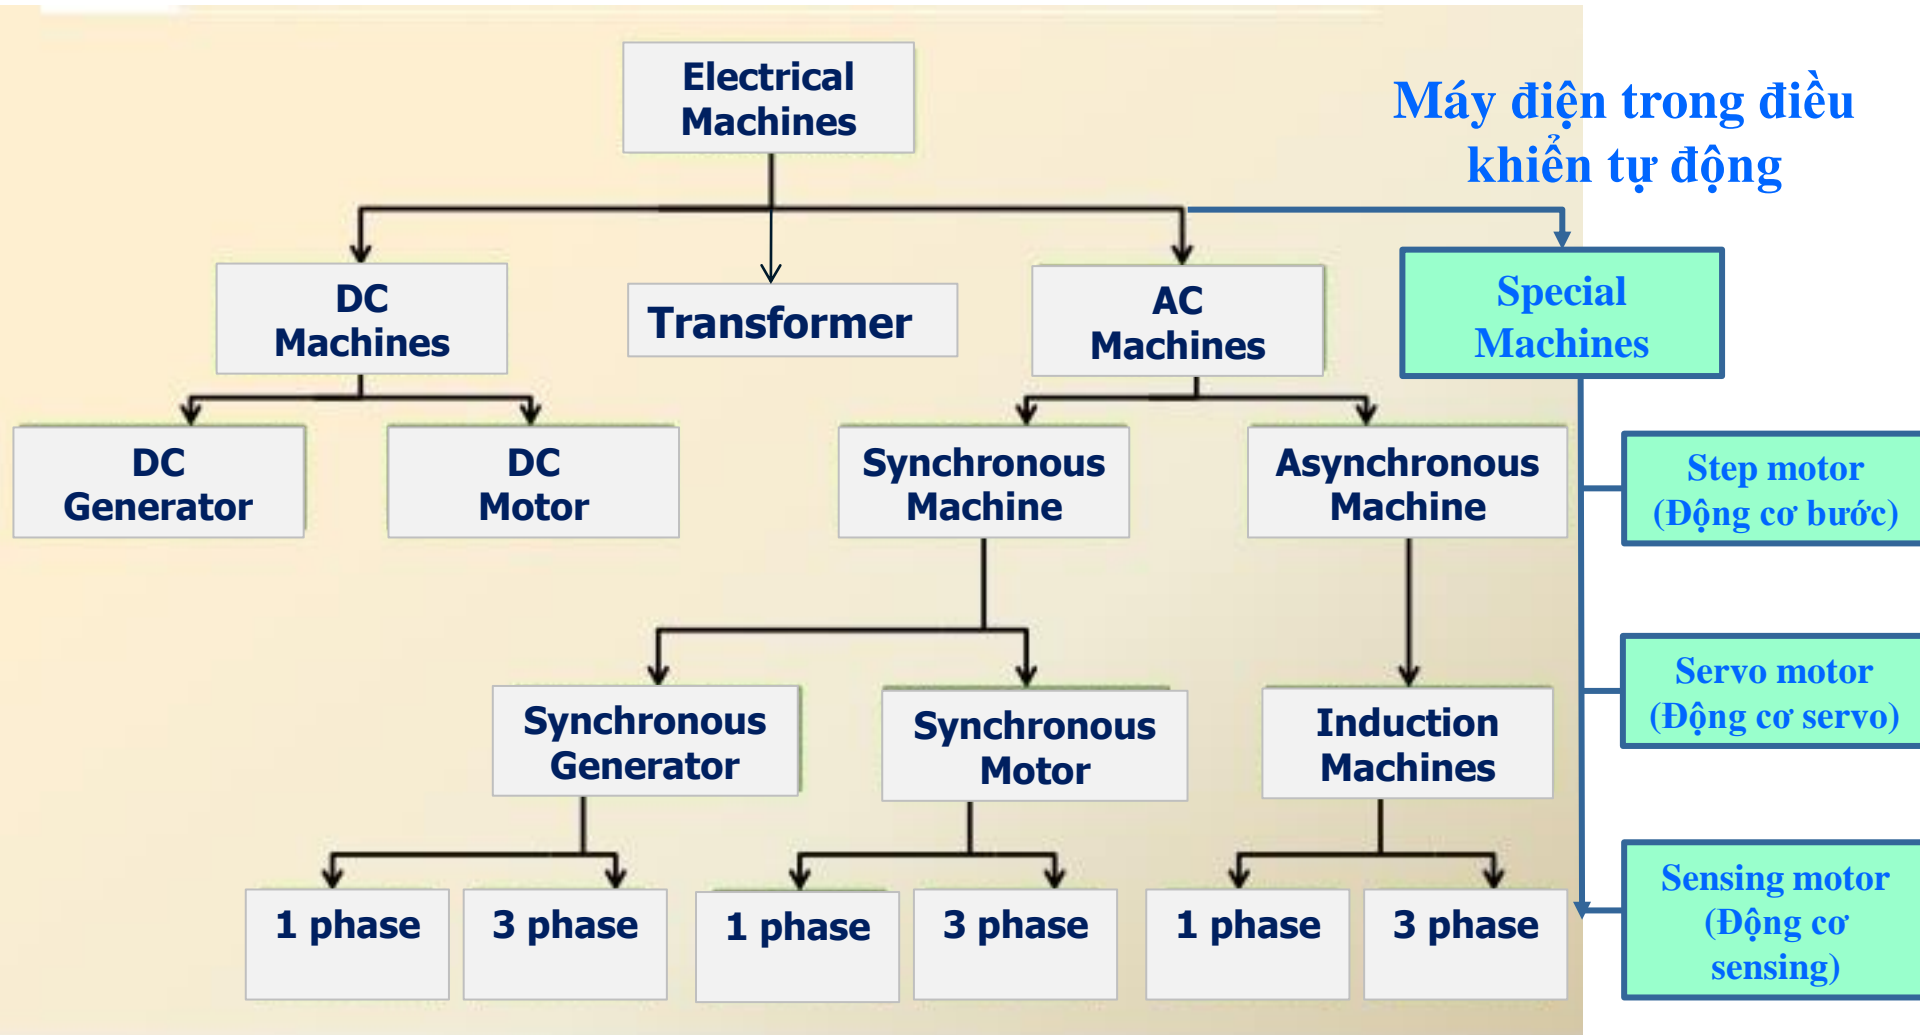 Electrical
Machines
Máy điện trong điều
khiển tự động
DC
Machines
Transformer
AC
Machines
Special
Machines
DC
Generator
DC
Motor
Synchronous
Machine
Asynchronous
Machine
Step motor
(Động cơ bước)
Synchronous
Generator
Synchronous
Motor
Induction
Machines
Servo motor
(Động cơ servo)
1 phase
3 phase
1 phase
3 phase
1 phase
3 phase
Sensing motor
(Động cơ
sensing)